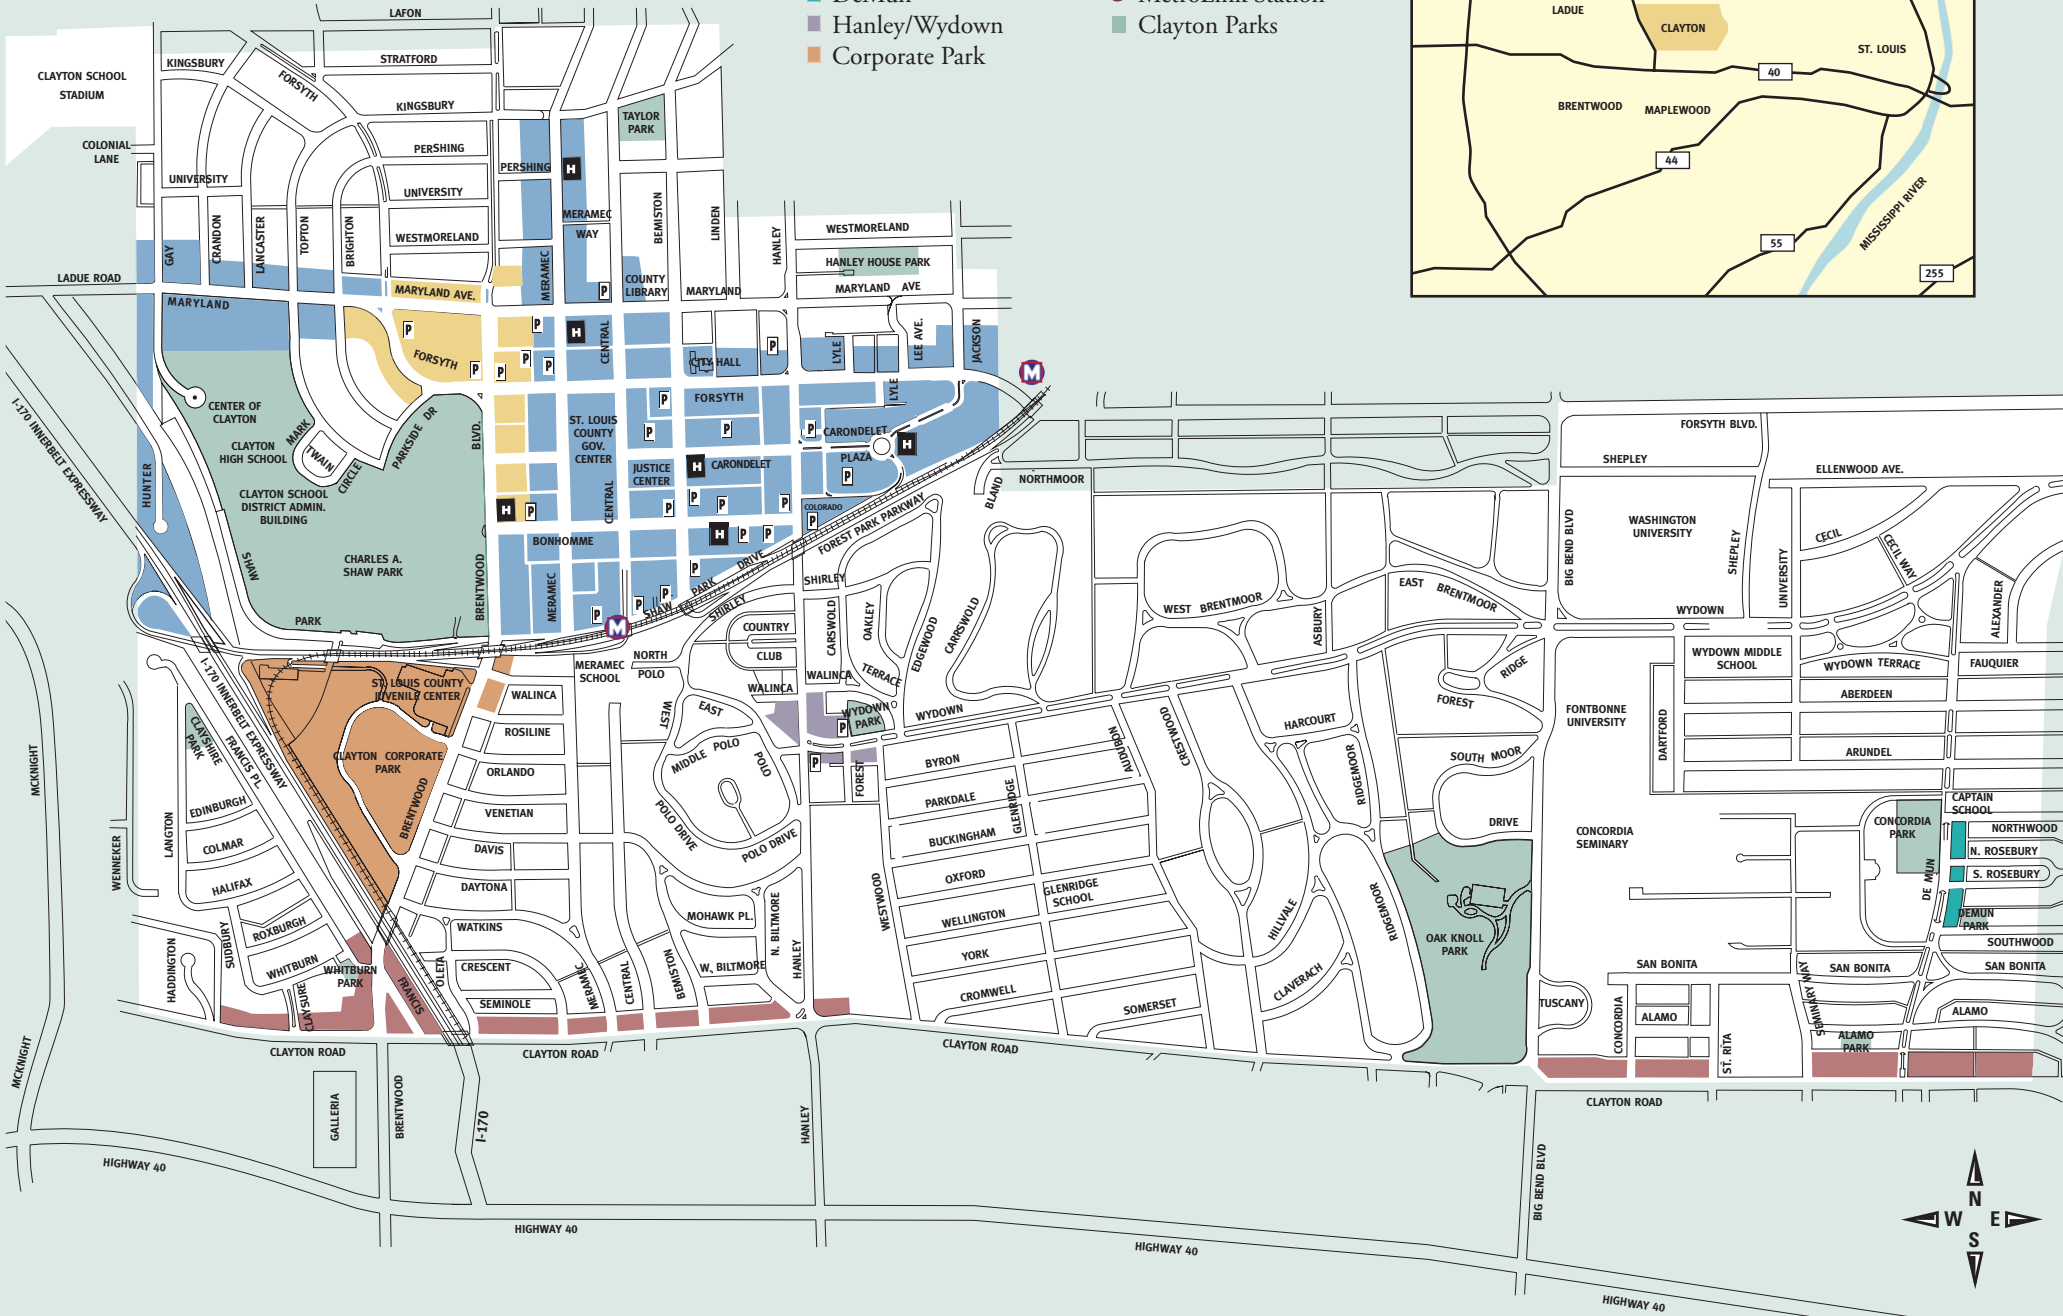 LAFON
DeMun
MetroLink Station
Hanley/Wydown
Clayton Parks
Corporate Park
LADUE
CLAYTON
ST. LOUIS
40
BRENTWOOD
MAPLEWOOD
44
55
MISSISSIPPI RIVER
255
CLAYTON SCHOOL
STADIUM
KINGSBURY
FORSYTH
STRATFORD
KINGSBURY
TAYLOR
PARK
COLONIAL
LANE
PERSHING
PERSHING
H
UNIVERSITY
UNIVERSITY
MERAMEC
WAY
BEMISTON
LINDEN
HANLEY
WESTMORELAND
GAY
CRANDON
LANCASTER
TOPTON
BRIGHTON
WESTMORELAND
HANLEY HOUSE PARK
LADUE ROAD
MARYLAND
MARYLAND AVE.
MERAMEC
COUNTY
LIBRARY
P
MARYLAND
MARYLAND AVE
P
FORSYTH
P
P
P
P
P
H
CENTRAL
CITY HALL
P
LYLE
LEE AVE.
JACKSON
M
I-170 INNERBELT EXPRESSWAY
CENTER OF
CLAYTON
CLAYTON
HIGH SCHOOL
MARK
TWAIN
CIRCLE
PARKSIDE DR
BLVD.
ST. LOUIS
COUNTY
GOV.
CENTER
P
FORSYTH
LYLE
P
P
P
CARONDELET
H
PLAZA
P
JUSTICE
CENTER
H
CARONDELET
HUNTER
CLAYTON SCHOOL
DISTRICT ADMIN.
BUILDING
H
P
CENTRAL
P
P
P
P
COLORADO
P
FOREST PARK PARKWAY
BLAND
NORTHMOOR
BONHOMME
H
P
P
SHAW
CHARLES A.
SHAW PARK
BRENTWOOD
MERAMEC
P
P
P
P
SHAW
PARK
DRIVE
PARK
M
SHIRLEY
SHIRLEY
COUNTRY
CLUB
CARSWOLD
OAKLEY
EDGEWOOD
CARRSWOLD
TERRACE
WEST BRENTMOOR
EAST
BRENTMOOR
ASBURY
FORSYTH BLVD.
SHEPLEY
ELLENWOOD AVE.
BIG BEND BLVD
WASHINGTON
UNIVERSITY
SHEPLEY
UNIVERSITY
CECIL
CECIL WAY
ALEXANDER
WYDOWN
WYDOWN MIDDLE
SCHOOL
WYDOWN TERRACE
FAUQUIER
ABERDEEN
FONTBONNE
UNIVERSITY
DARTFORD
ARUNDEL
CAPTAIN
SCHOOL
CONCORDIA
PARK
NORTHWOOD
N. ROSEBURY
S. ROSEBURY
DE MUN
DEMUN
PARK
SOUTHWOOD
CONCORDIA
SEMINARY
SAN BONITA
SAN BONITA
SAN BONITA
SEMINARY WAY
TUSCANY
CONCORDIA
ALAMO
ST. RITA
ALAMO
ALAMO
PARK
I-170 INNERBELT EXPRESSWAY
ST. LOUIS COUNTY
JUVENILE CENTER
MERAMEC
SCHOOL
NORTH
POLO
WALINCA
WALINCA
WALINCA
WYDOWN
PARK
P
WYDOWN
P
FOREST
WEST
EAST
MIDDLE POLO
POLO
POLO DRIVE
POLO DRIVE
ROSILINE
ORLANDO
VENETIAN
DAVIS
DAYTONA
WATKINS
CRESCENT
SEMINOLE
CLAYTON CORPORATE
PARK
BRENTWOOD
CLAYSHIRE
PARK
FRANCIS PL.
MCKNIGHT
MCKNIGHT
WENNEKER
LANGTON
EDINBURGH
COLMAR
HALIFAX
ROXBURGH
WHITBURN
WHITBURN
PARK
SUDBURY
HADDINGTON
CLAYSURE
FRANCIS
OLETA
MERAMEC
CENTRAL
BEMISTON
MOHAWK PL.
W. BILTMORE
N. BILTMORE
HANLEY
WESTWOOD
BYRON
PARKDALE
BUCKINGHAM
OXFORD
WELLINGTON
YORK
CROMWELL
GLENRIDGE
GLENRIDGE
SCHOOL
SOMERSET
AUDUBON
CRESTWOOD
HARCOURT
RIDGEMOOR
RIDGEMOOR
HILLVALE
CLAVERACH
FOREST
RIDGE
SOUTH MOOR
DRIVE
OAK KNOLL
PARK
CLAYTON ROAD
CLAYTON ROAD
CLAYTON ROAD
CLAYTON ROAD
GALLERIA
BRENTWOOD
I-170
HANLEY
BIG BEND BLVD
HIGHWAY 40
HIGHWAY 40
HIGHWAY 40
HIGHWAY 40
N
W E
S